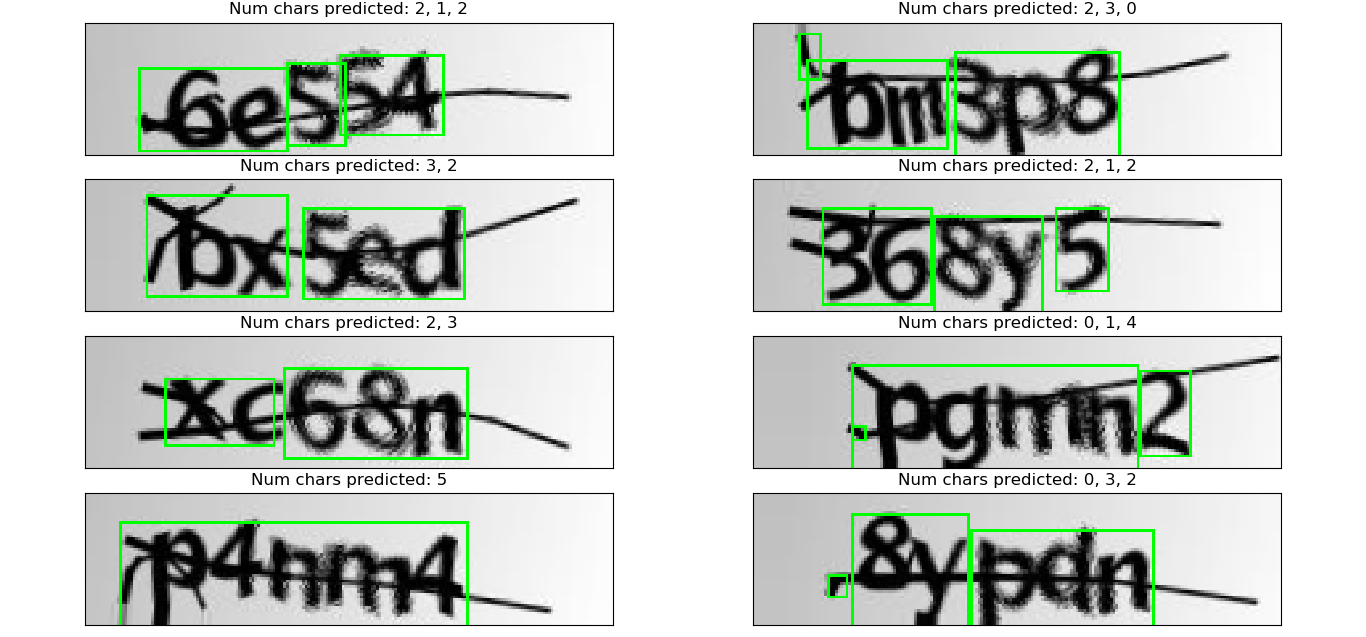 Num chars predicted: 2, 1, 2
6e554
Num chars predicted: 2, 3, 0
bm3p8
Num chars predicted: 3, 2
bx5ed
Num chars predicted: 2, 1, 2
368y5
Num chars predicted: 2, 3
xc68n
Num chars predicted: 0, 1, 4
pgmn2
Num chars predicted: 5
p4nm4
Num chars predicted: 0, 3, 2
8ypdn